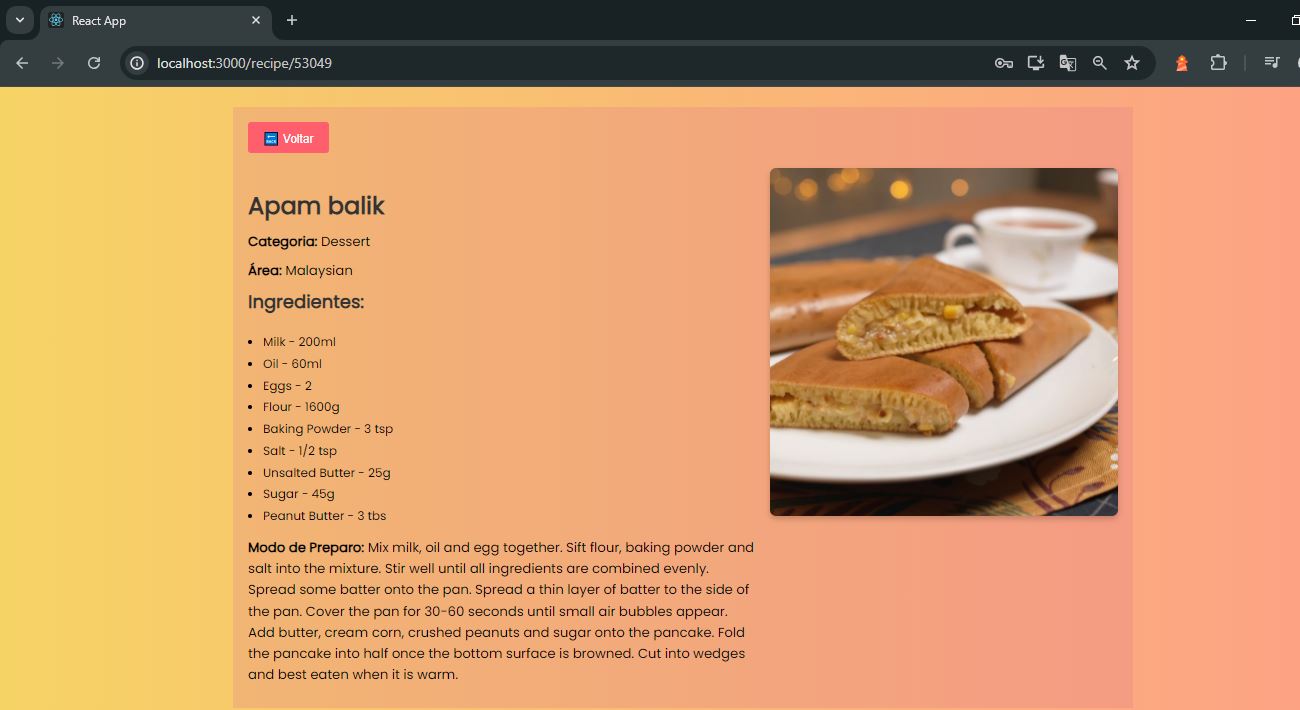 React App
localhost:3000/recipe/53049
BACK Voltar
Apam balik
Categoria: Dessert
Área: Malaysian
Ingredientes:
Milk - 200ml
Oil - 60ml
Eggs - 2
Flour - 1600g
Baking Powder - 3 tsp
Salt - 1/2 tsp
Unsalted Butter - 25g
Sugar - 45g
Peanut Butter - 3 tbs
Modo de Preparo: Mix milk, oil and egg together. Sift flour, baking powder and
salt into the mixture. Stir well until all ingredients are combined evenly.
Spread some batter onto the pan. Spread a thin layer of batter to the side of
the pan. Cover the pan for 30-60 seconds until small air bubbles appear.
Add butter, cream corn, crushed peanuts and sugar onto the pancake. Fold
the pancake into half once the bottom surface is browned. Cut into wedges
and best eaten when it is warm.